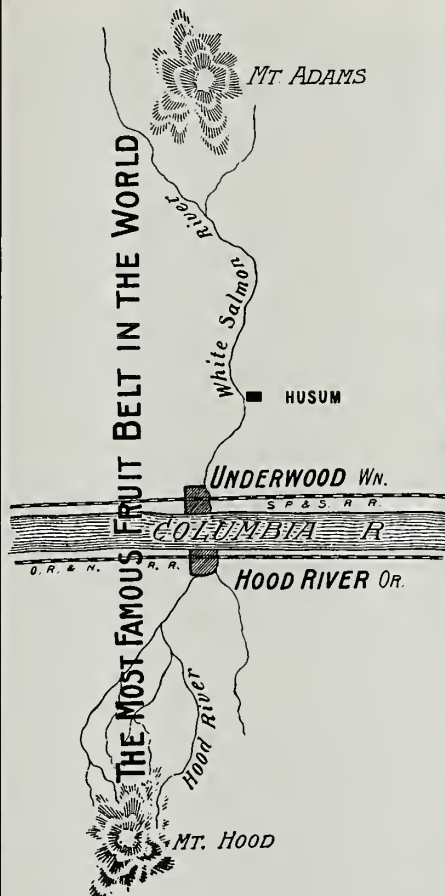 MT ADAMS
THE MOST FAMOUS FRUIT BELT IN THE WORLD
White Salmon River
HUSUM
UNDERWOOD WN.
S P & S. R R.
COLUMBIA R
O. R. & N. R. R.
HOOD RIVER OR.
Hood River
MT. HOOD